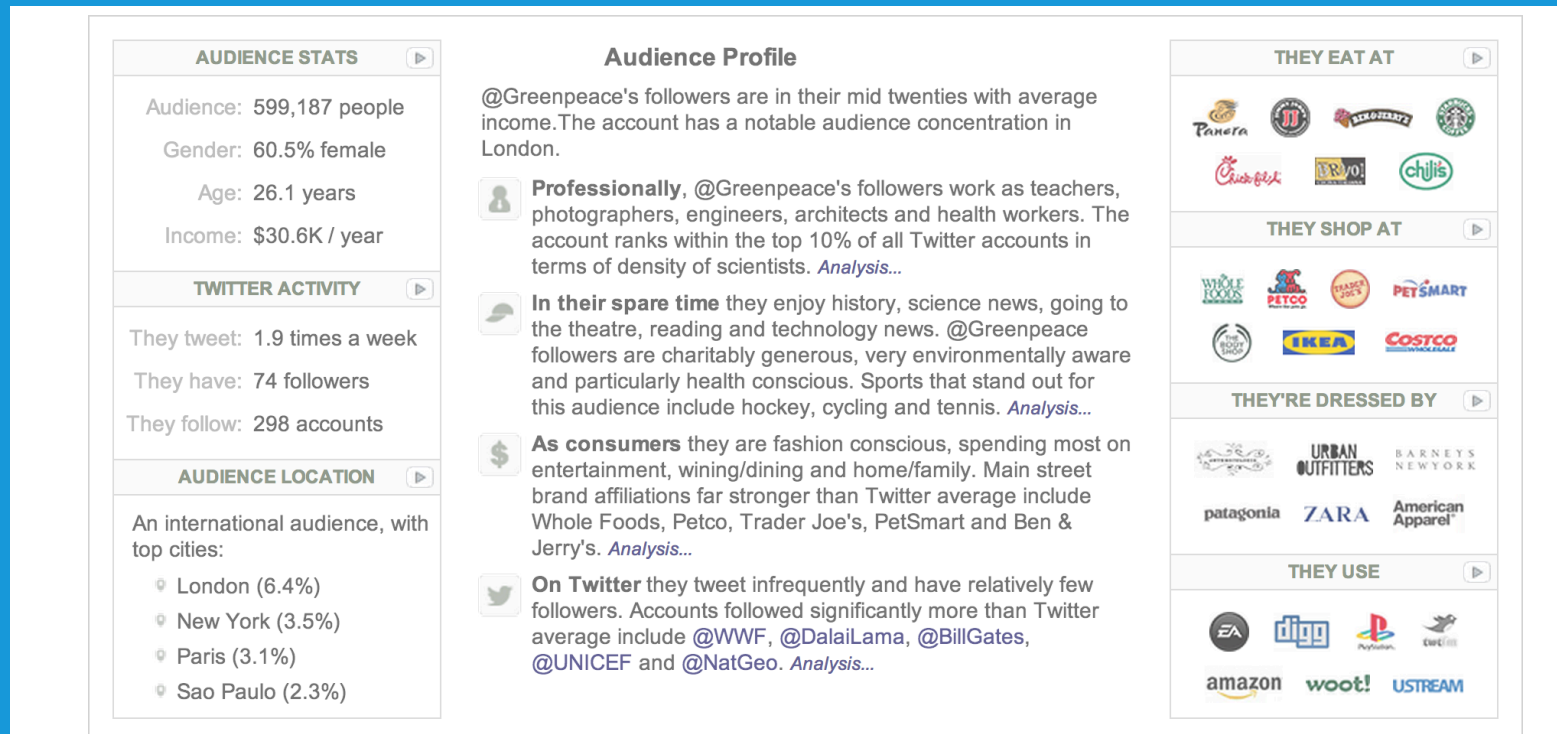 AUDIENCE STATS
Audience: 599,187 people
Gender: 60.5% female
Age: 26.1 years
Income: $30.6K / year
TWITTER ACTIVITY
They tweet: 1.9 times a week
They have: 74 followers
They follow: 298 accounts
AUDIENCE LOCATION
An international audience, with
top cities:
London (6.4%)
New York (3.5%)
Paris (3.1%)
Sao Paulo (2.3%)
Audience Profile
@Greenpeace's followers are in their mid twenties with average
income.The account has a notable audience concentration in
London.
Professionally, @Greenpeace's followers work as teachers,
photographers, engineers, architects and health workers. The
account ranks within the top 10% of all Twitter accounts in
terms of density of scientists. Analysis...
In their spare time they enjoy history, science news, going to
the theatre, reading and technology news. @Greenpeace
followers are charitably generous, very environmentally aware
and particularly health conscious. Sports that stand out for
this audience include hockey, cycling and tennis. Analysis...
$
As consumers they are fashion conscious, spending most on
entertainment, wining/dining and home/family. Main street
brand affiliations far stronger than Twitter average include
Whole Foods, Petco, Trader Joe's, PetSmart and Ben &
Jerry's. Analysis...
On Twitter they tweet infrequently and have relatively few
followers. Accounts followed significantly more than Twitter
average include @WWF, @DalaiLama, @BillGates,
@UNICEF and @NatGeo. Analysis...
THEY EAT AT
Panera
BEN & JERRY'S
STARBUCKS COFFEE
Chick-fil-A
chili's
THEY SHOP AT
WHOLE FOODS
PETCO
TRADER JOE'S
PETSMART
THE BODY SHOP
IKEA
COSTCO WHOLESALE
THEY'RE DRESSED BY
URBAN OUTFITTERS
BARNEYS NEWYORK
patagonia
ZARA
American Apparel
THEY USE
EA
digg
PlayStation
amazon
woot!
USTREAM